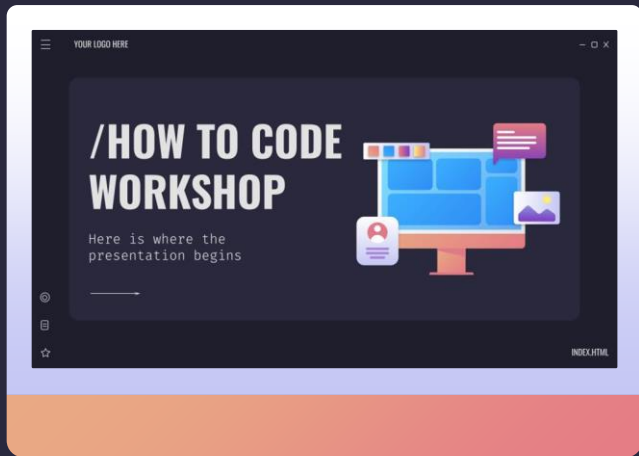 YOUR LOGO HERE
/HOW TO CODE
WORKSHOP
Here is where the
presentation begins
INDEX.HTML